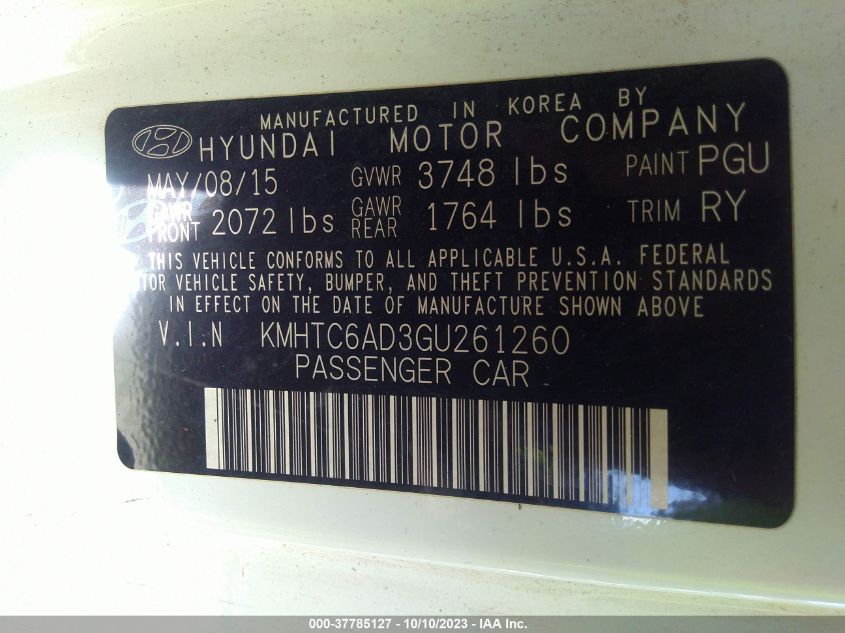 MANUFACTURED IN KOREA BY
HYUNDAI MOTOR COMPANY
MAY/08/15 GVWR 3748 lbs PAINT PGU
GAWR FRONT 2072 lbs GAWR REAR 1764 lbs TRIM RY
THIS VEHICLE CONFORMS TO ALL APPLICABLE U.S.A. FEDERAL
MOTOR VEHICLE SAFETY, BUMPER, AND THEFT PREVENTION STANDARDS
IN EFFECT ON THE DATE OF MANUFACTURE SHOWN ABOVE
V.I.N KMHTC6AD3GU261260
PASSENGER CAR
000-37785127 - 10/10/2023 - IAA Inc.